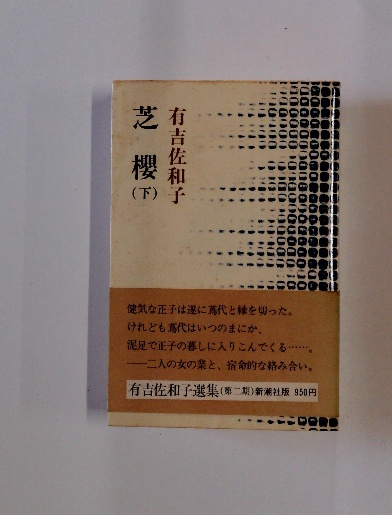 芝櫻
(下)
有吉佐和子
健気な正子は遂に蔦代と縁を切った。
けれども蔦代はいつのまにか、
泥足で正子の暮しに入りこんでくる……。
――二人の女の業と、宿命的な絡み合い。
有吉佐和子選集(第二期)新潮社版 950円